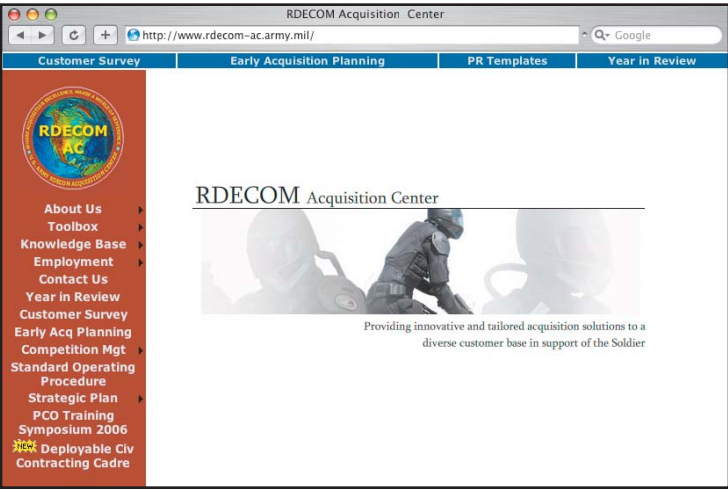 RDECOM Acquisition Center
http://www.rdecom-ac.army.mil/
Google
Customer Survey
Early Acquisition Planning
PR Templates
Year in Review
RDECOM
AC
About Us
Toolbox
Knowledge Base
Employment
Contact Us
Year in Review
Customer Survey
Early Acq Planning
Competition Mgt
Standard Operating
Procedure
Strategic Plan
PCO Training
Symposium 2006
NEW Deployable Civ
Contracting Cadre
RDECOM Acquisition Center
Providing innovative and tailored acquisition solutions to a
diverse customer base in support of the Soldier